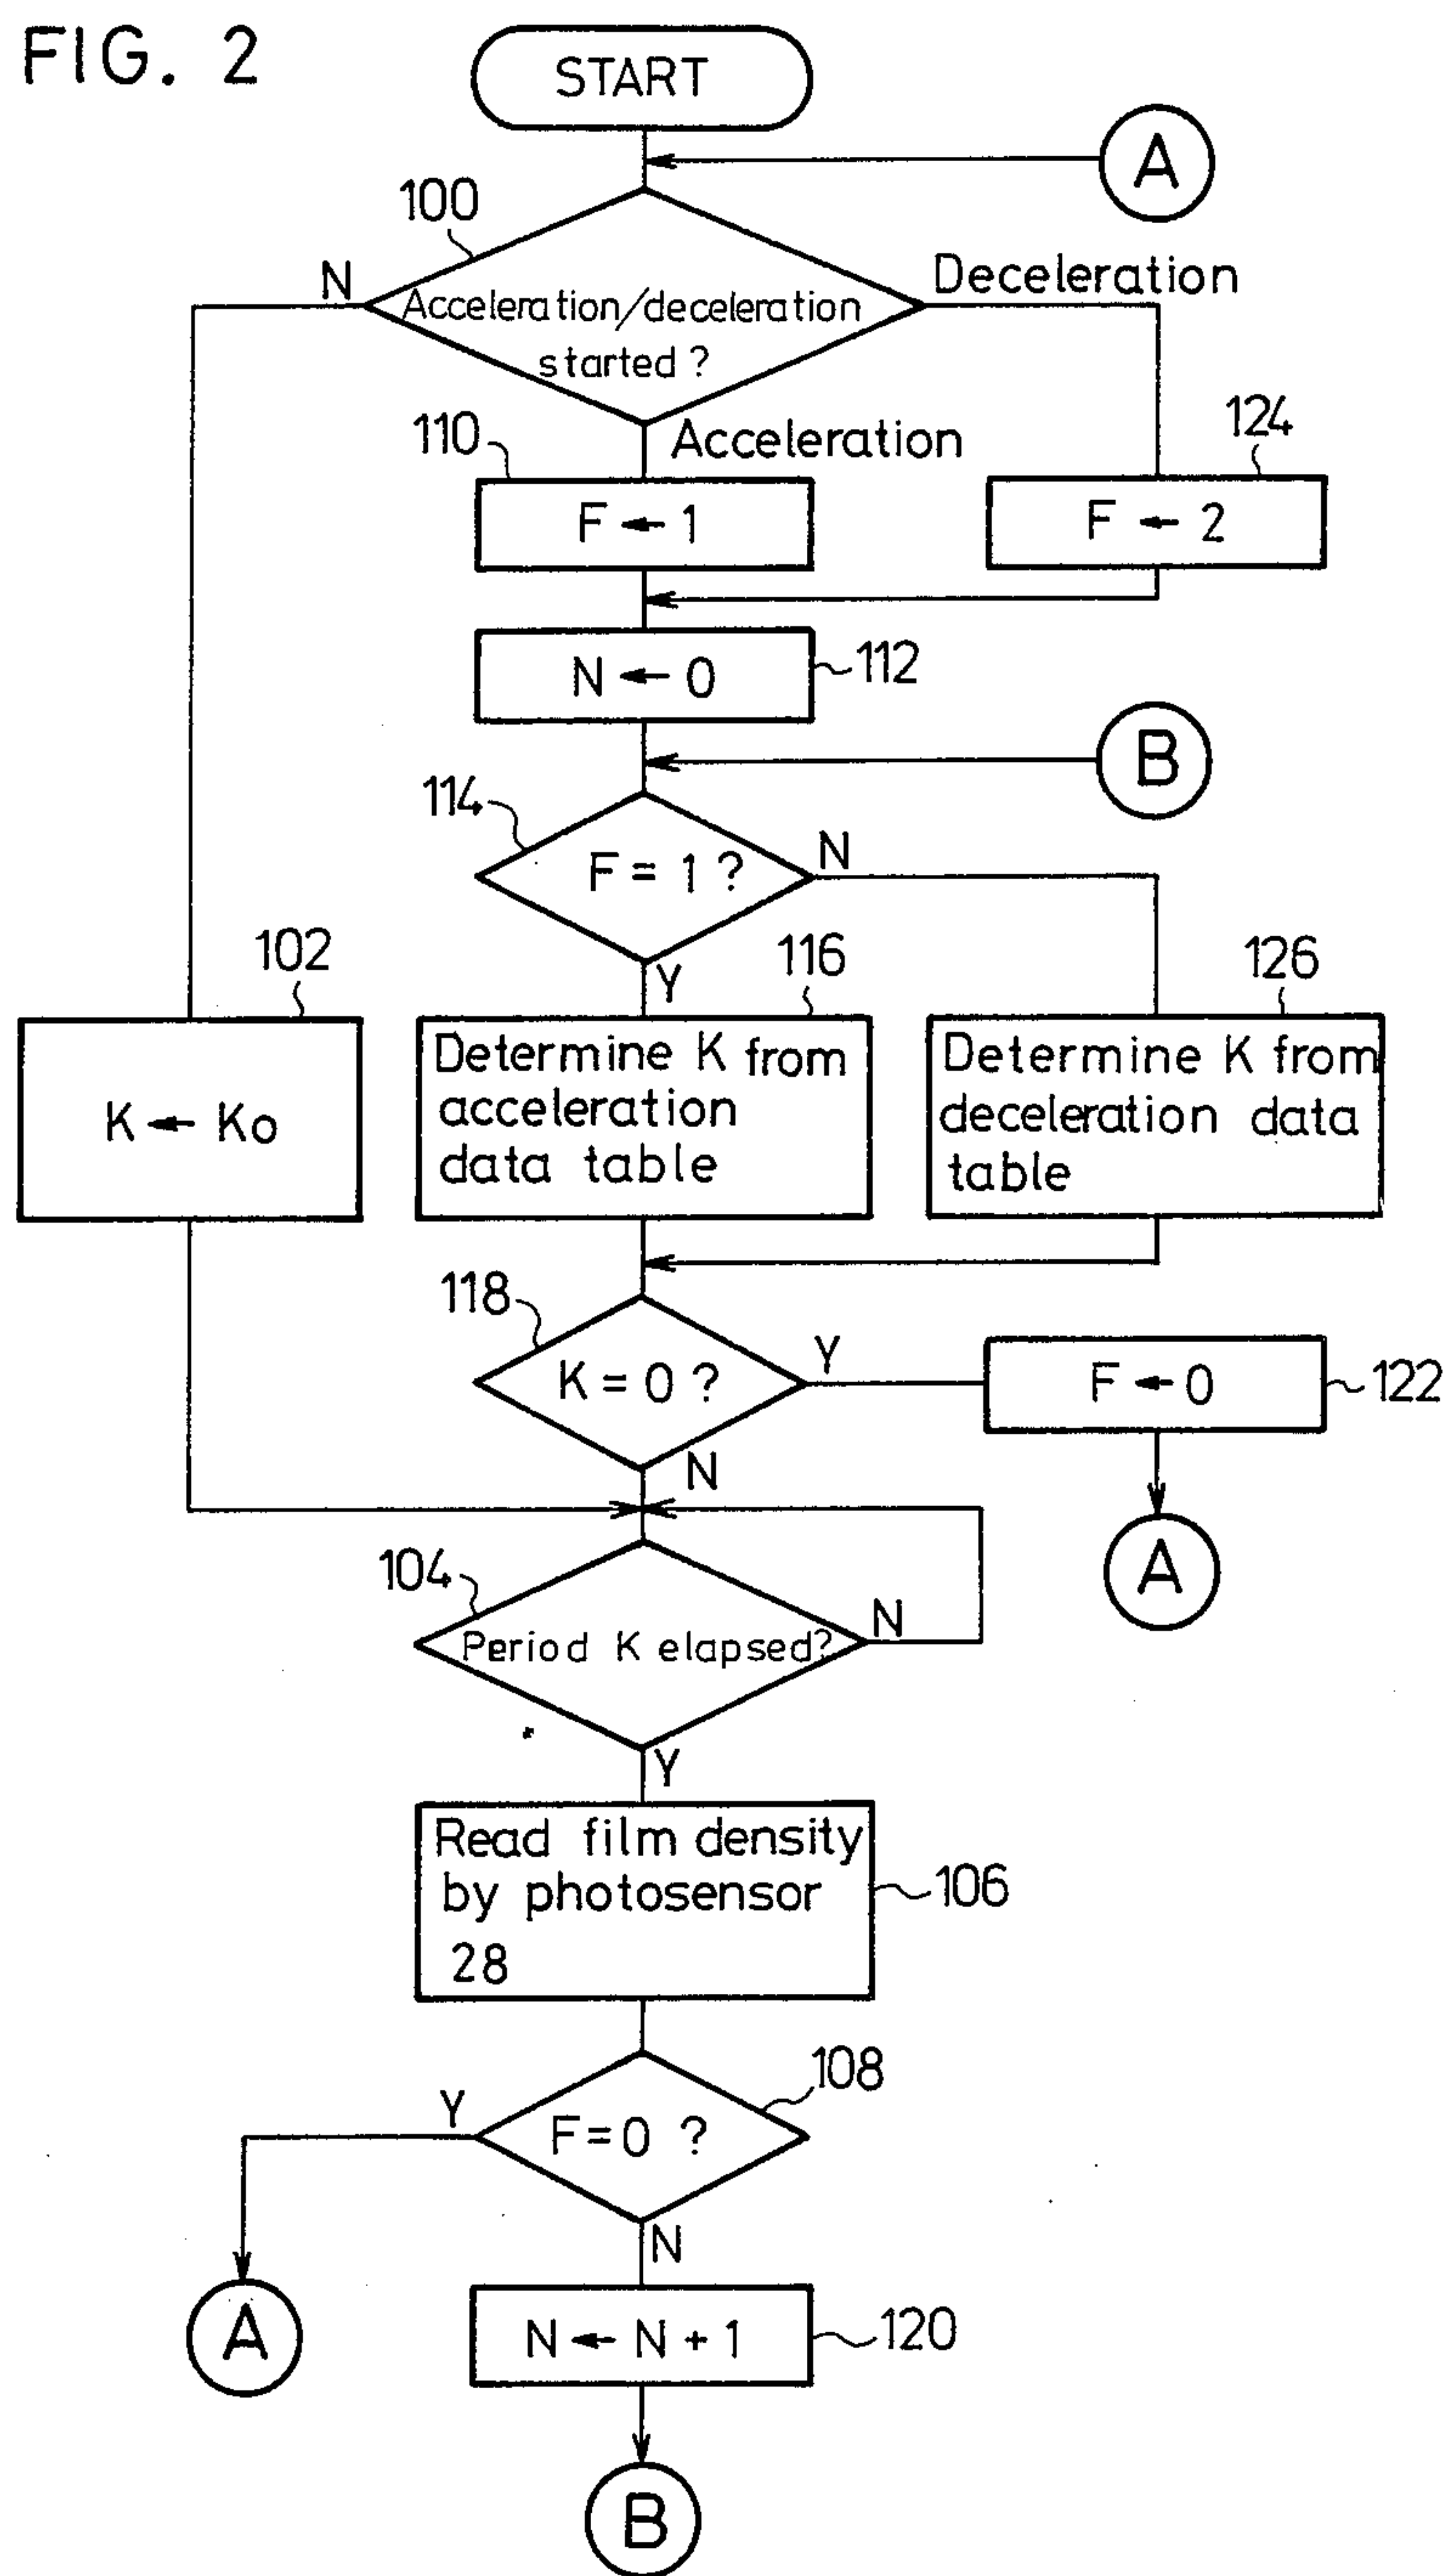 FIG. 2
START
A
100
N
Acceleration/deceleration
started ?
Deceleration
110
Acceleration
124
F ← 1
F ← 2
N ← 0
112
B
114
F = 1 ?
N
Y
102
116
126
K ← Ko
Determine K from
acceleration
data table
Determine K from
deceleration data
table
118
K = 0 ?
Y
F ← 0
122
N
A
104
Period K elapsed?
N
Y
Read film density
by photosensor
28
106
108
Y
F=0 ?
N
A
N ← N + 1
120
B